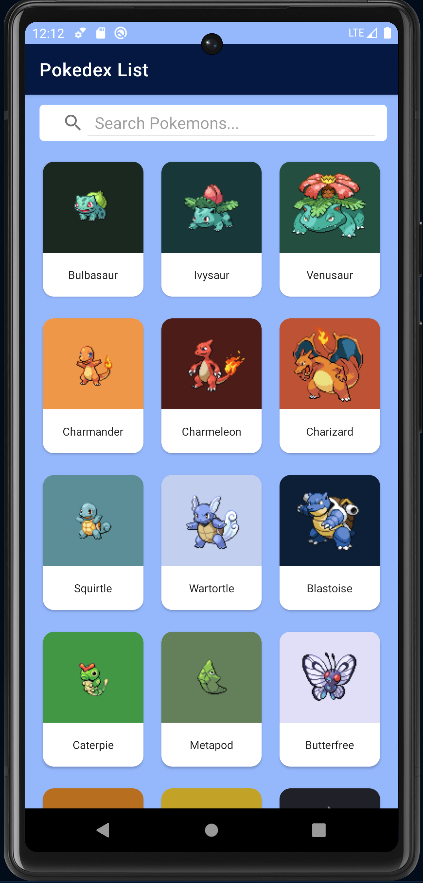 12:12
LTE
Pokedex List
Search Pokemons...
Bulbasaur
Ivysaur
Venusaur
Charmander
Charmeleon
Charizard
Squirtle
Wartortle
Blastoise
Caterpie
Metapod
Butterfree